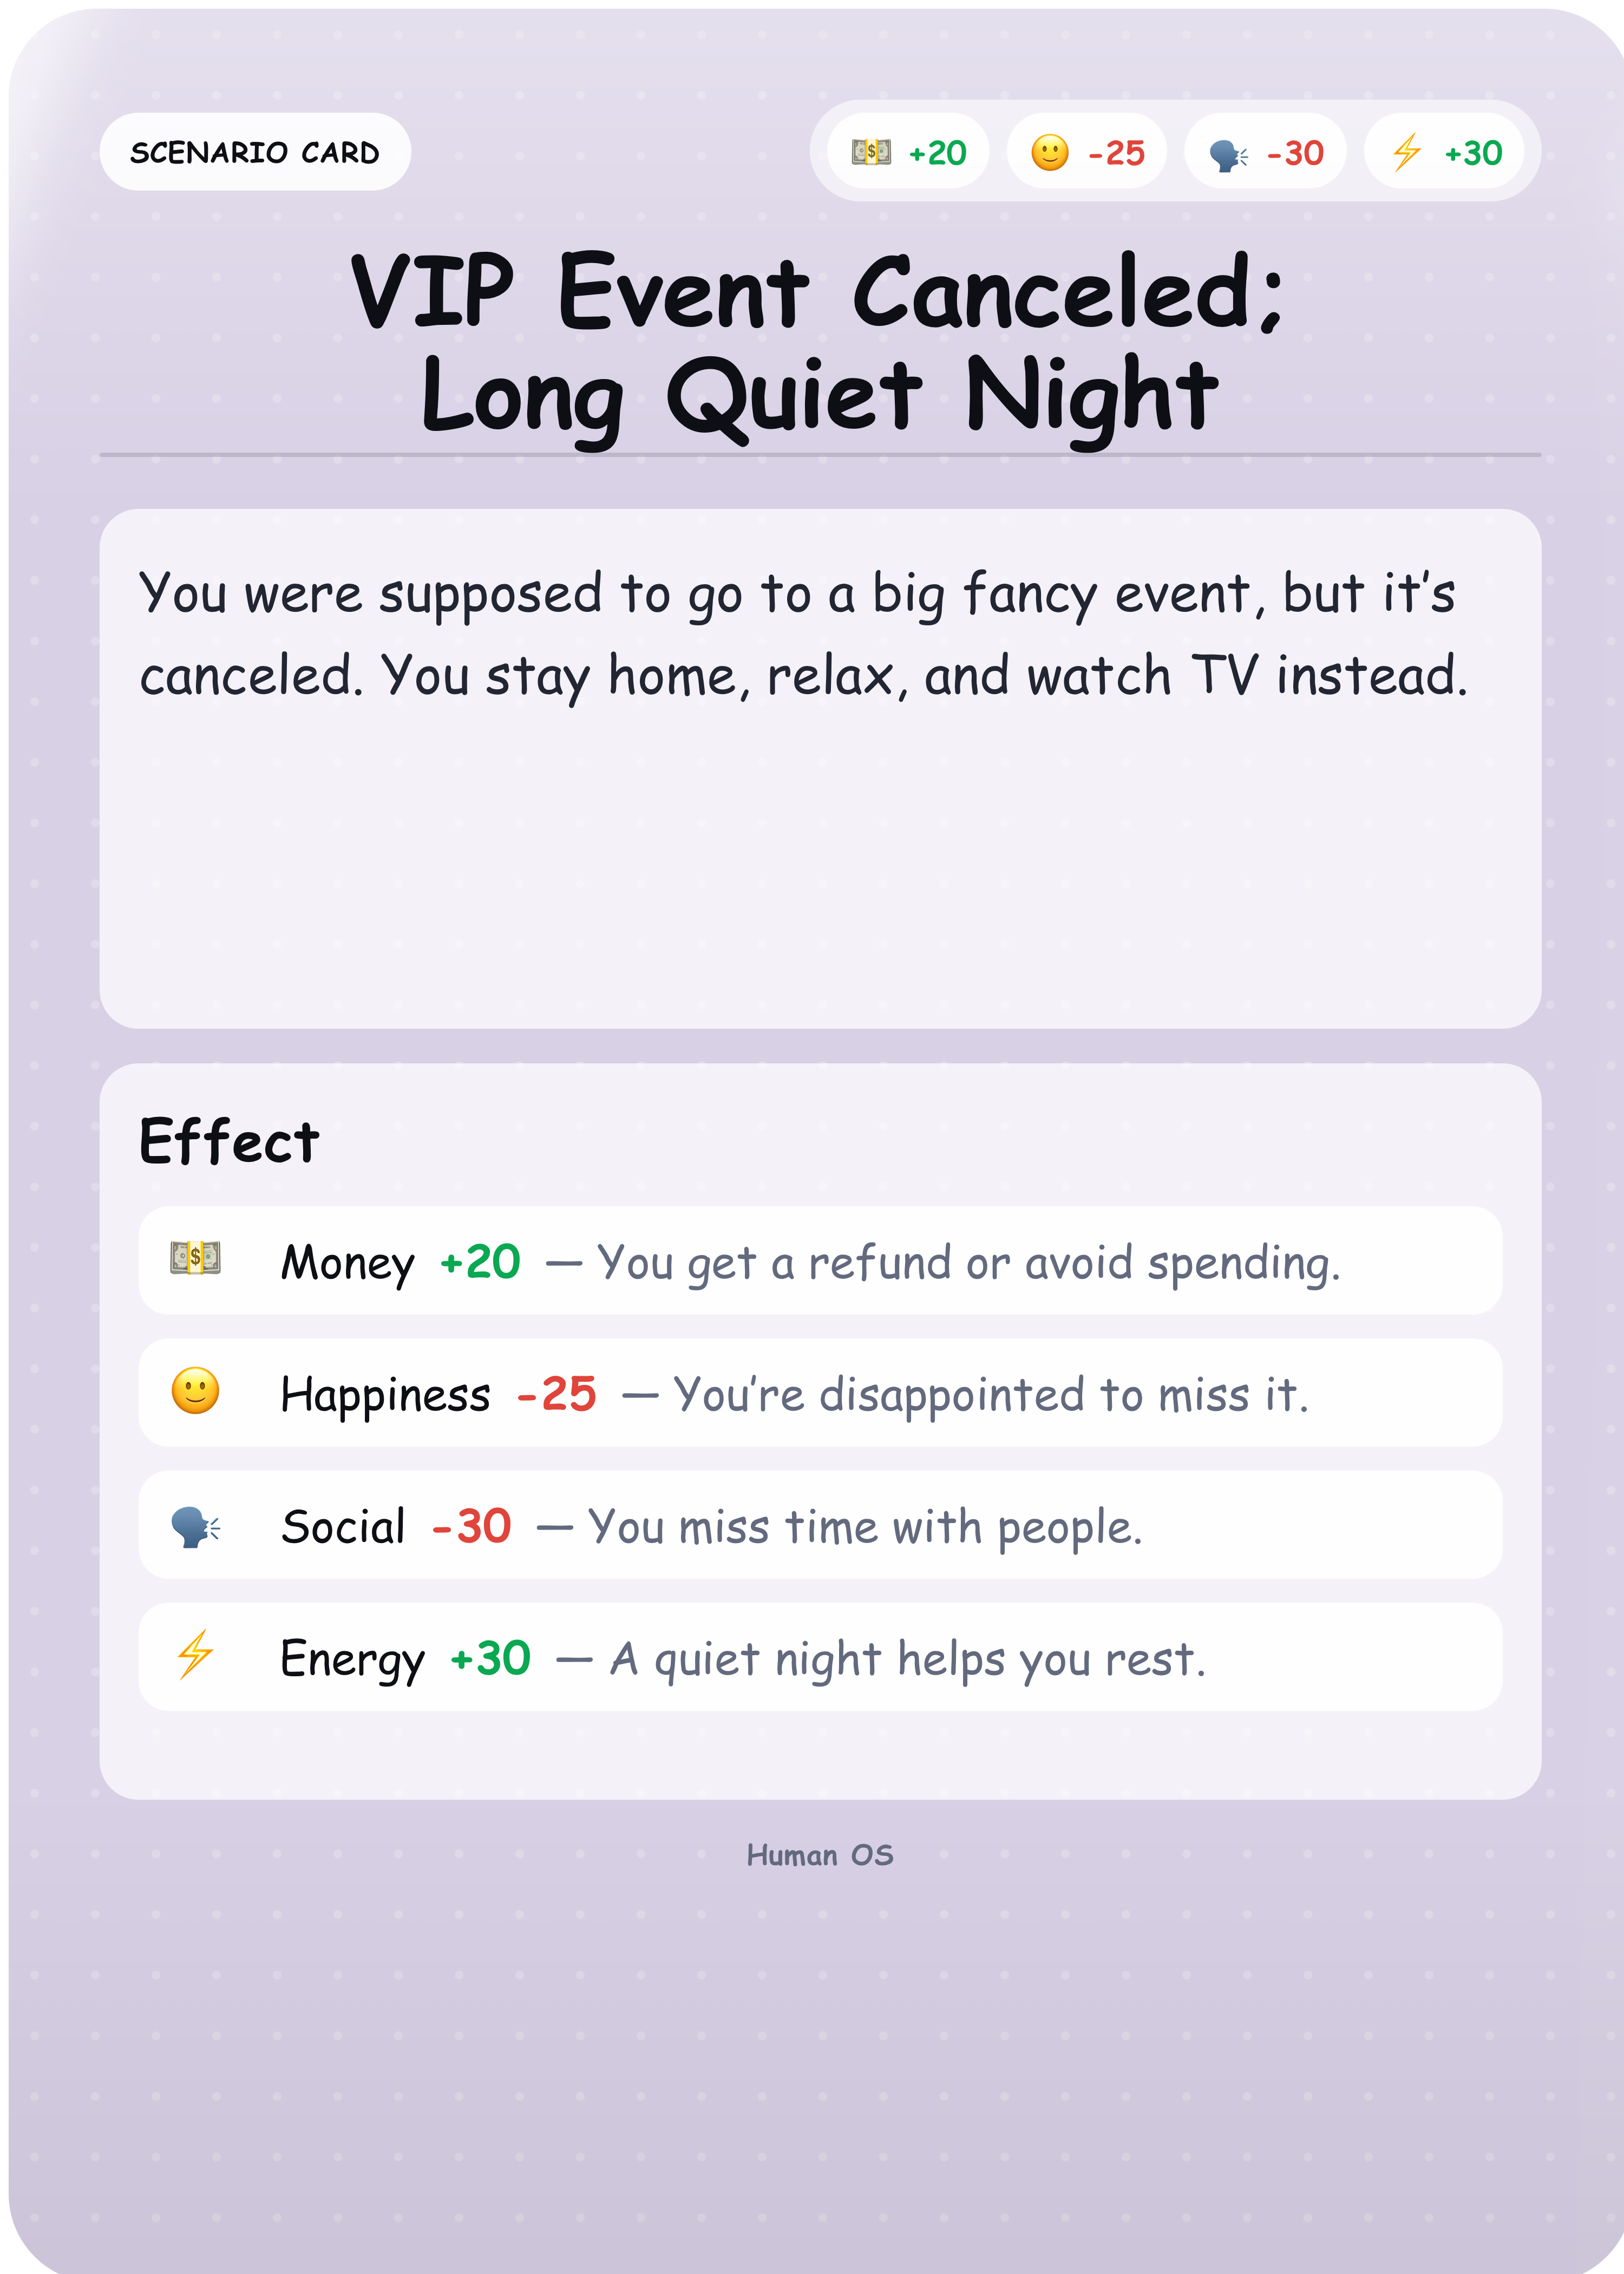 SCENARIO CARD
💵 +20 🙂 -25 🗣️ -30 ⚡ +30
VIP Event Canceled;
Long Quiet Night
You were supposed to go to a big fancy event, but it's
canceled. You stay home, relax, and watch TV instead.
Effect
💵 Money +20 — You get a refund or avoid spending.
🙂 Happiness -25 — You're disappointed to miss it.
🗣️ Social -30 — You miss time with people.
⚡ Energy +30 — A quiet night helps you rest.
Human OS